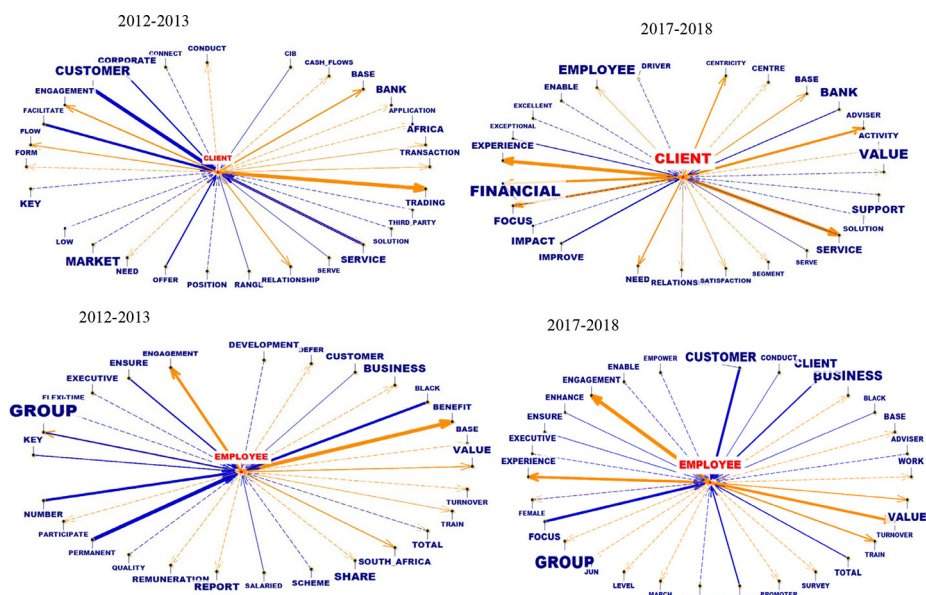 2012-2013
CONNECT
CONDUCT
CORPORATE
CUSTOMER
ENGAGEMENT
FACILITATE
FLOW
FORM
KEY
LOW
MARKET
NEED
OFFER
POSITION
RELATIONSHIP
SERVE
SERVICE
SOLUTION
THIRD_PARTY
TRADING
TRANSACTION
AFRICA
APPLICATION
BANK
BASE
CASH_FLOWS
CIB
CLIENT
2017-2018
DRIVER
EMPLOYEE
ENABLE
EXCELLENT
EXCEPTIONAL
EXPERIENCE
FINANCIAL
FOCUS
IMPACT
IMPROVE
NEED
RELATIONS
SATISFACTION
SEGMENT
SERVE
SERVICE
SOLUTION
SUPPORT
VALUE
ACTIVITY
ADVISER
BANK
BASE
CENTRE
CENTRICITY
CLIENT
2012-2013
DEVELOPMENT
ENGAGEMENT
ENSURE
EXECUTIVE
FLEXI-TIME
GROUP
KEY
NUMBER
PARTICIPATE
PERMANENT
QUALITY
REMUNERATION
REPORT
SALARIED
SCHEME
SHARE
SOUTH_AFRICA
TOTAL
TRAIN
TURNOVER
VALUE
BASE
BENEFIT
BLACK
BUSINESS
CUSTOMER
DEFER
EMPLOYEE
2017-2018
CUSTOMER
EMPOWER
ENABLE
ENGAGEMENT
ENHANCE
ENSURE
EXECUTIVE
EXPERIENCE
FEMALE
FOCUS
GROUP
JUN
LEVEL
MARCH
PROMOTER
SURVEY
TOTAL
TRAIN
TURNOVER
VALUE
WORK
ADVISER
BASE
BLACK
BUSINESS
CLIENT
CONDUCT
EMPLOYEE